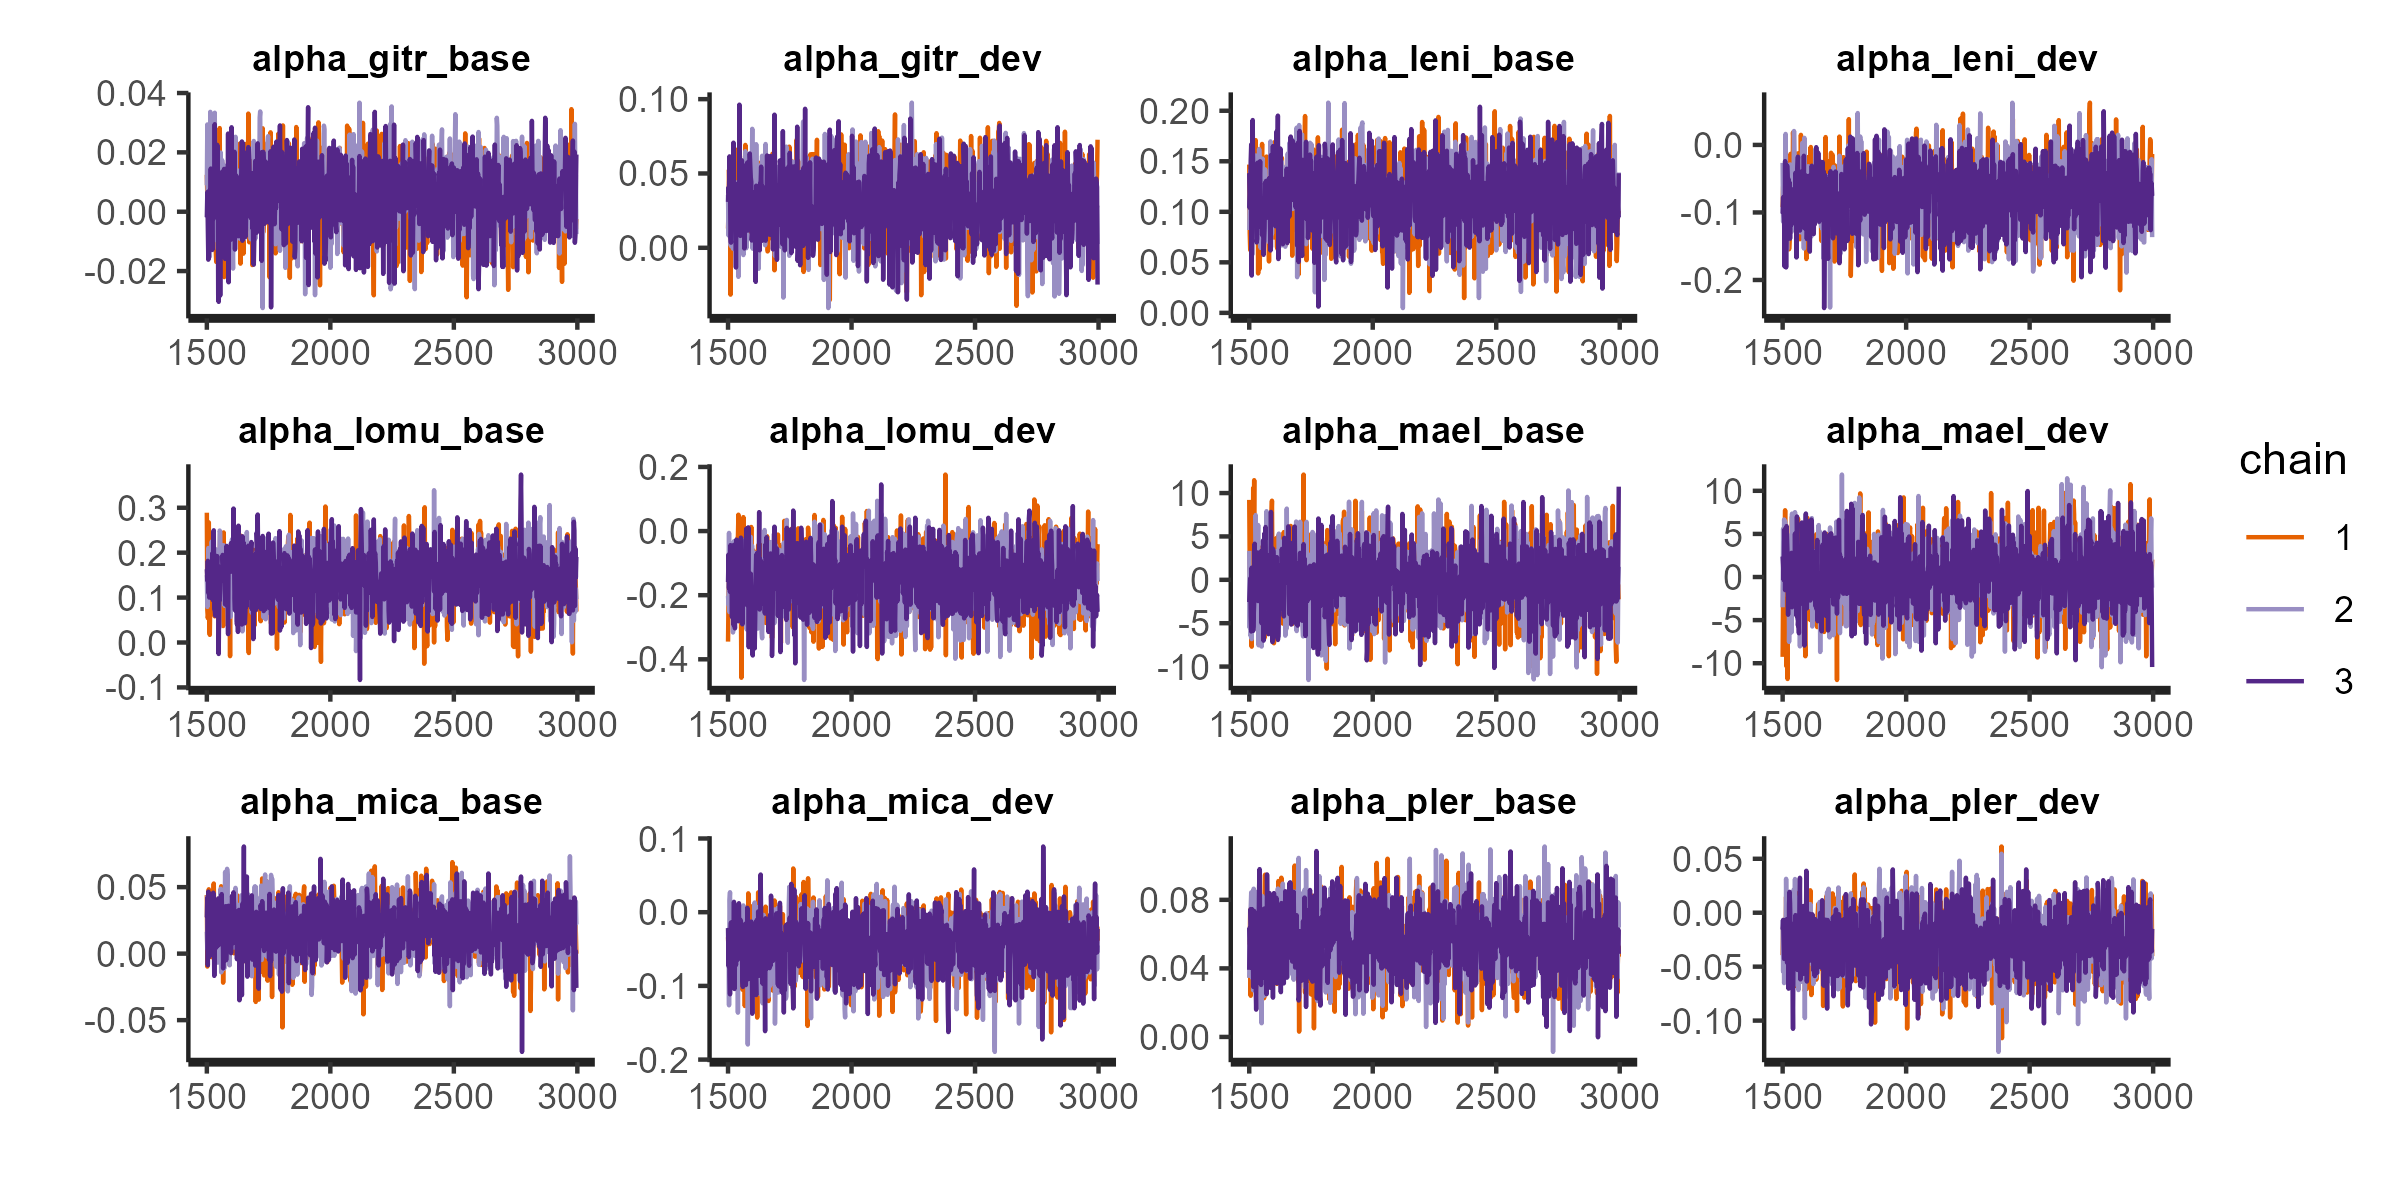 alpha_gitr_base alpha_gitr_dev alpha_leni_base alpha_leni_dev
0.04 0.02 0.00 -0.02
0.10 0.05 0.00
0.20 0.15 0.10 0.05 0.00
0.0 -0.1 -0.2
1500 2000 2500 3000 1500 2000 2500 3000 1500 2000 2500 3000 1500 2000 2500 3000
alpha_lomu_base alpha_lomu_dev alpha_mael_base alpha_mael_dev
0.3 0.2 0.1 0.0 -0.1
0.2 0.0 -0.2 -0.4
10 5 0 -5 -10
10 5 0 -5 -10
1500 2000 2500 3000 1500 2000 2500 3000 1500 2000 2500 3000 1500 2000 2500 3000
alpha_mica_base alpha_mica_dev alpha_pler_base alpha_pler_dev
0.05 0.00 -0.05
0.1 0.0 -0.1 -0.2
0.08 0.04 0.00
0.05 0.00 -0.05 -0.10
1500 2000 2500 3000 1500 2000 2500 3000 1500 2000 2500 3000 1500 2000 2500 3000
chain
1
2
3